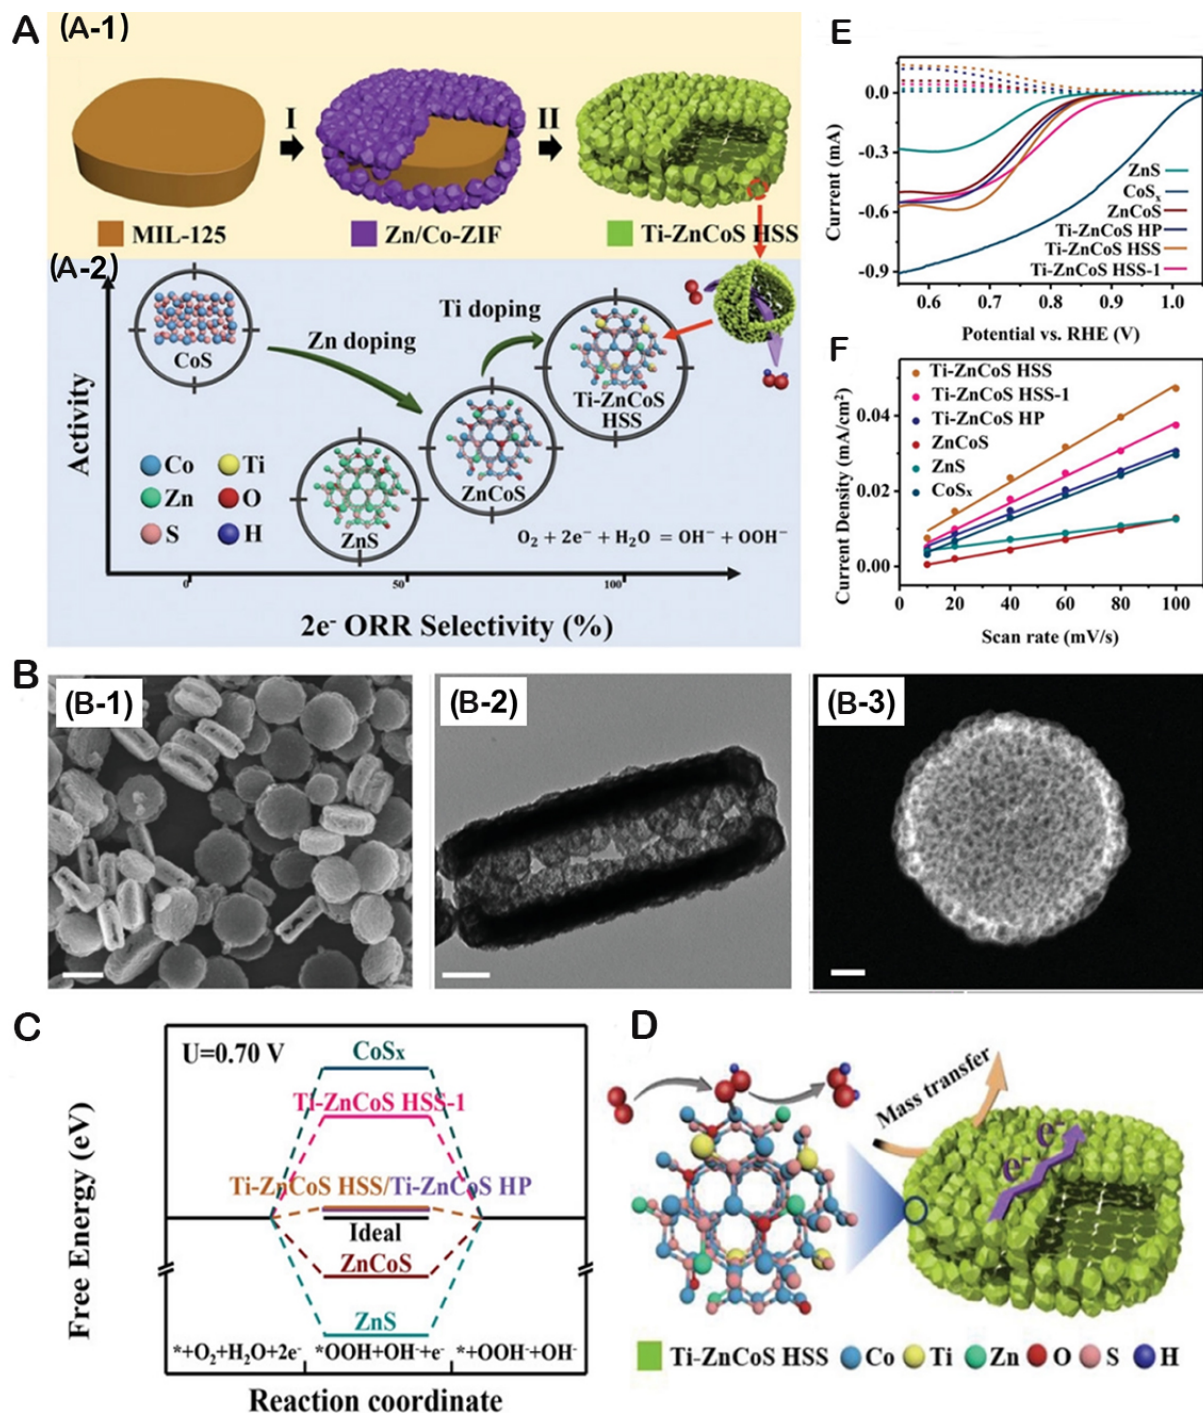 A (A-1)
I
II
MIL-125
Zn/Co-ZIF
Ti-ZnCoS HSS
(A-2)
CoS
Zn doping
Ti doping
Ti-ZnCoS
HSS
ZnCoS
ZnS
Activity
Co
Ti
Zn
O
S
H
O₂ + 2e⁻ + H₂O = OH⁻ + OOH⁻
0
50
100
2e⁻ ORR Selectivity (%)
E
Current (mA)
0.0
-0.3
-0.6
-0.9
ZnS
CoSₓ
ZnCoS
Ti-ZnCoS HP
Ti-ZnCoS HSS
Ti-ZnCoS HSS-1
0.6 0.7 0.8 0.9 1.0
Potential vs. RHE (V)
F
Current Density (mA/cm²)
0.04
0.02
0.00
Ti-ZnCoS HSS
Ti-ZnCoS HSS-1
Ti-ZnCoS HP
ZnCoS
ZnS
CoSₓ
0 20 40 60 80 100
Scan rate (mV/s)
B
(B-1)
(B-2)
(B-3)
C
U=0.70 V
Free Energy (eV)
CoSx
Ti-ZnCoS HSS-1
Ti-ZnCoS HSS/Ti-ZnCoS HP
Ideal
ZnCoS
ZnS
*+O₂+H₂O+2e⁻
*OOH+OH⁻+e⁻
*+OOH⁻+OH⁻
Reaction coordinate
D
Mass transfer
e⁻
e⁻
Ti-ZnCoS HSS Co Ti Zn O S H